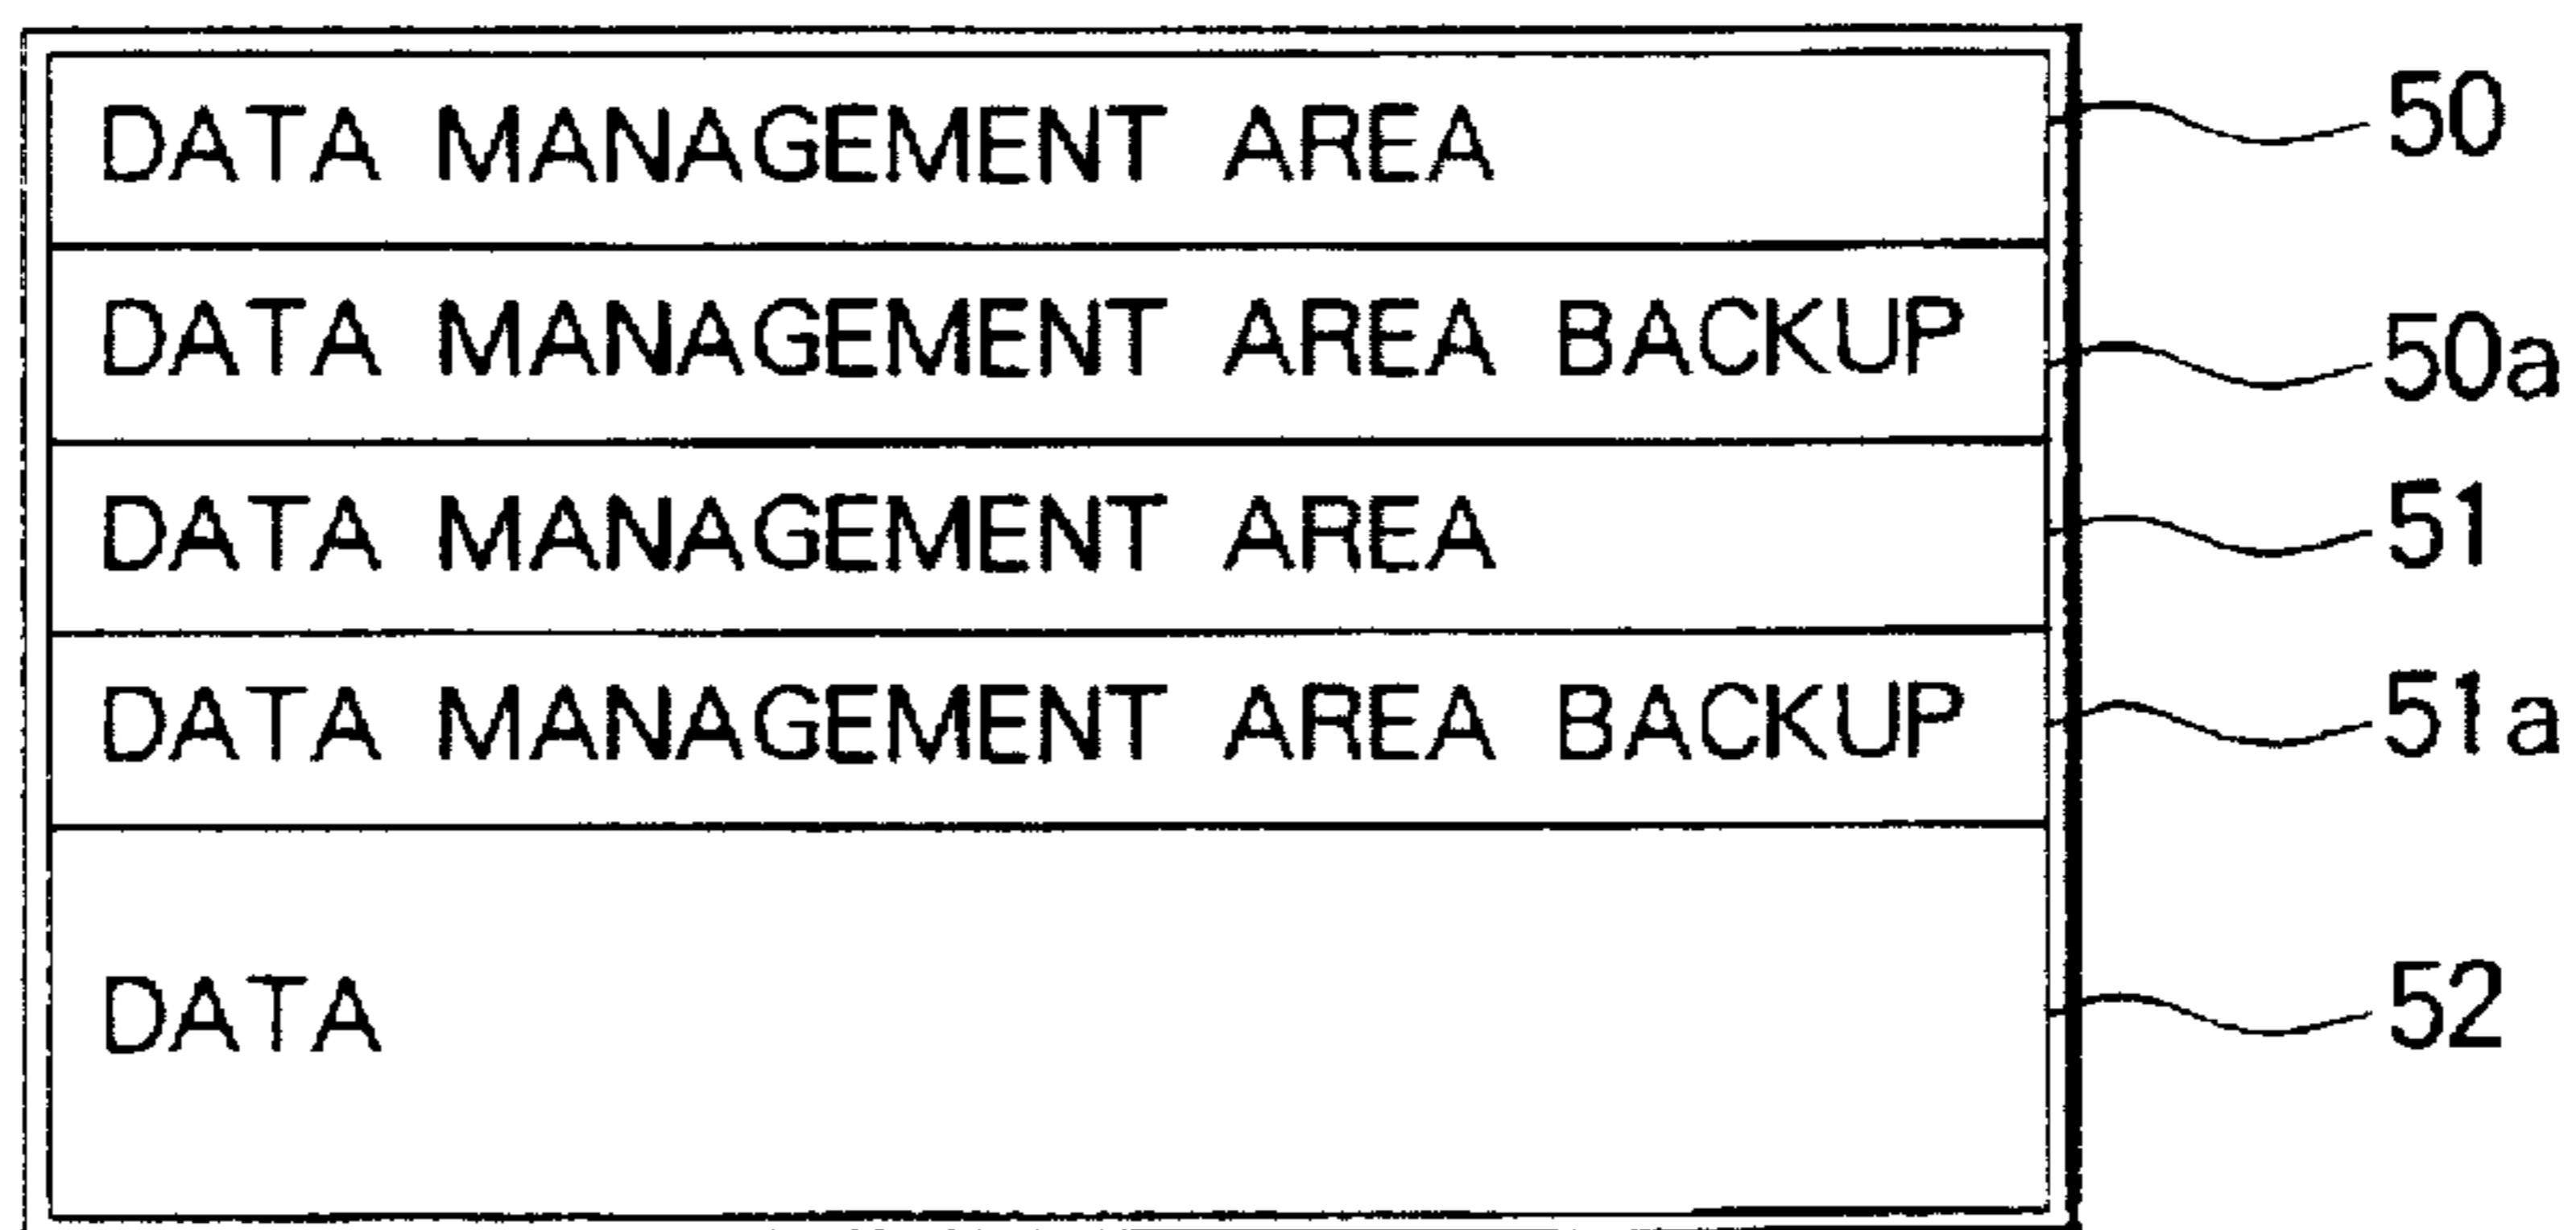 DATA MANAGEMENT AREA 50
DATA MANAGEMENT AREA BACKUP 50a
DATA MANAGEMENT AREA 51
DATA MANAGEMENT AREA BACKUP 51a
DATA 52